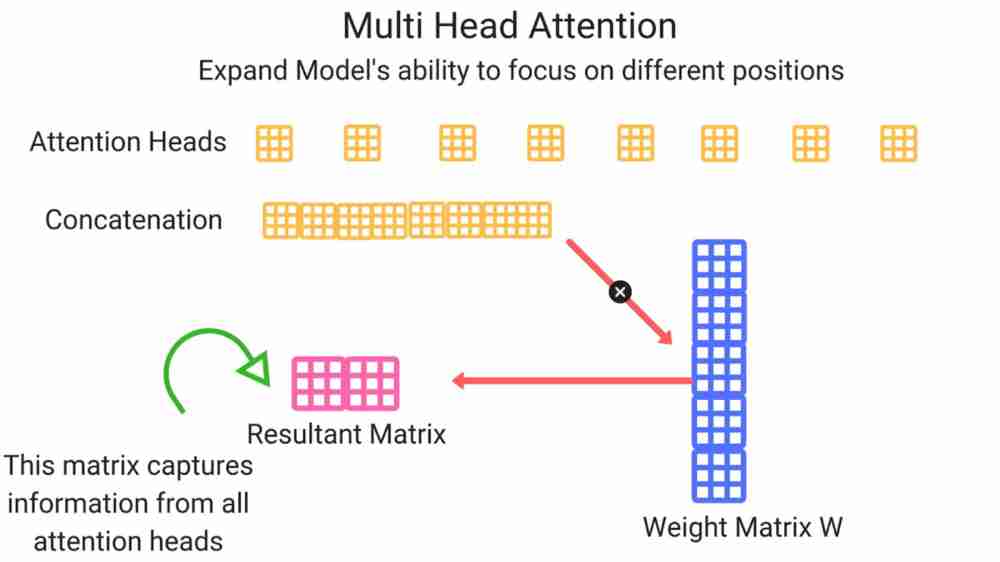 Multi Head Attention
Expand Model's ability to focus on different positions
Attention Heads
Concatenation
Resultant Matrix
This matrix captures
information from all
attention heads
Weight Matrix W